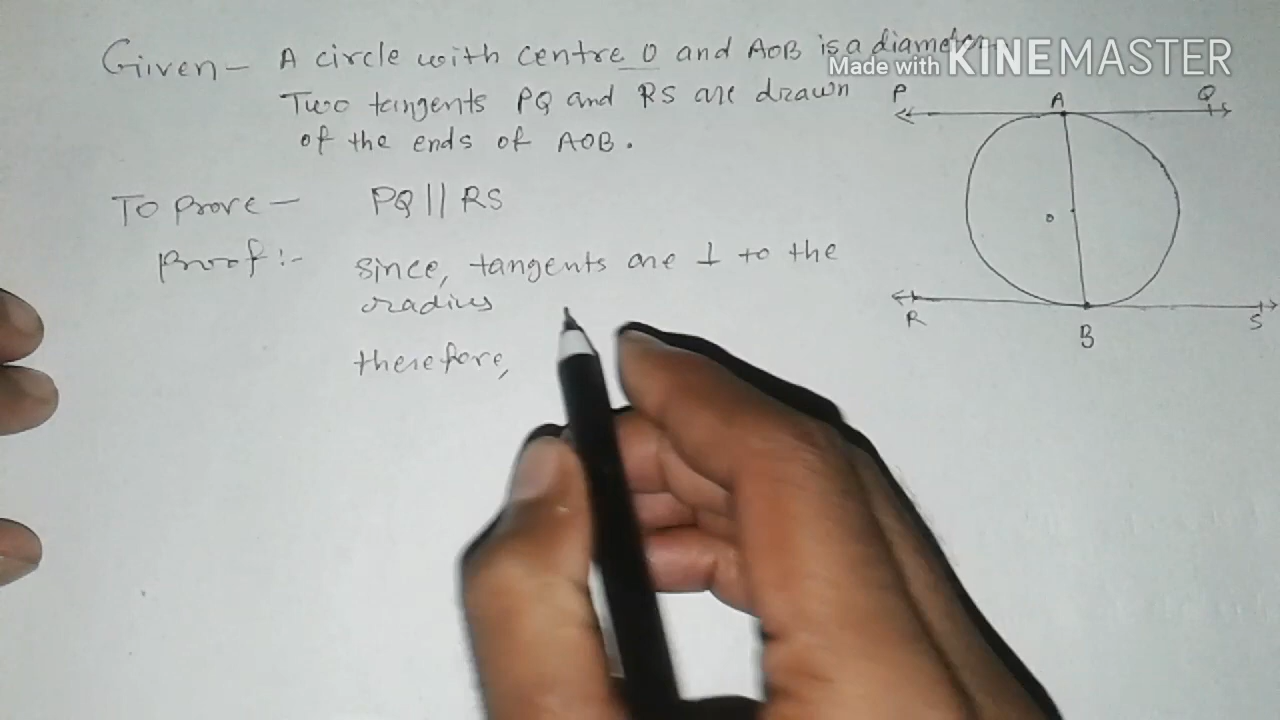 Given - A circle with centre O and AOB is a diameter.
Made with KINEMASTER
Two tangents PQ and RS are drawn
of the ends of AOB.
P A Q
To Prove - PQ || RS
O
Proof :- since, tangents are ⊥ to the
radius
R B S
therefore,